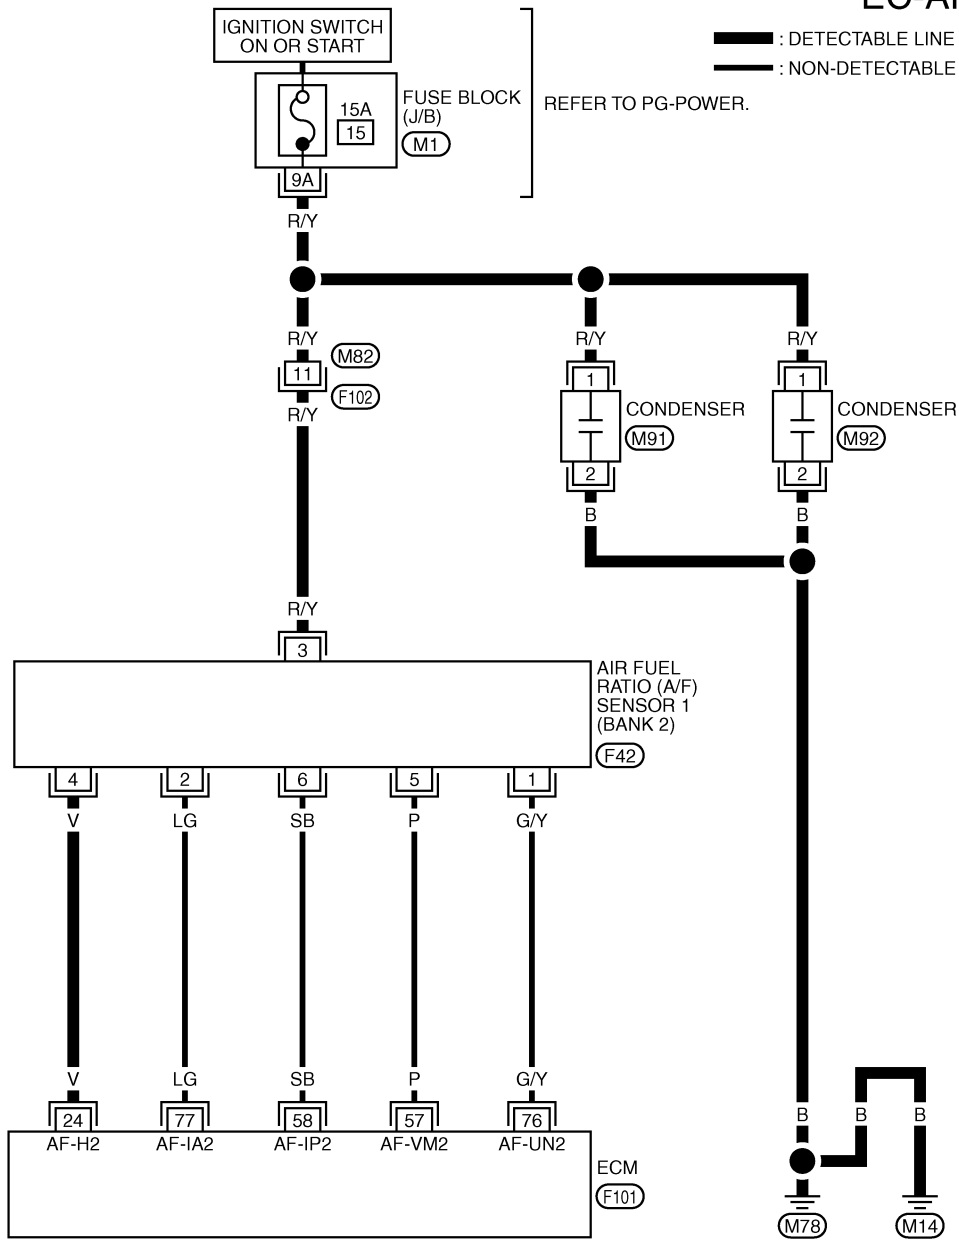 IGNITION SWITCH
ON OR START
: DETECTABLE LINE
: NON-DETECTABLE
15A
15
FUSE BLOCK
(J/B)
M1
REFER TO PG-POWER.
9A
R/Y
R/Y
R/Y
R/Y
M82
11
F102
R/Y
1
1
CONDENSER
M91
CONDENSER
M92
2
2
B
B
R/Y
3
AIR FUEL
RATIO (A/F)
SENSOR 1
(BANK 2)
F42
4
2
6
5
1
V
LG
SB
P
G/Y
V
LG
SB
P
G/Y
24
77
58
57
76
AF-H2
AF-IA2
AF-IP2
AF-VM2
AF-UN2
ECM
F101
B
B
B
M78
M14